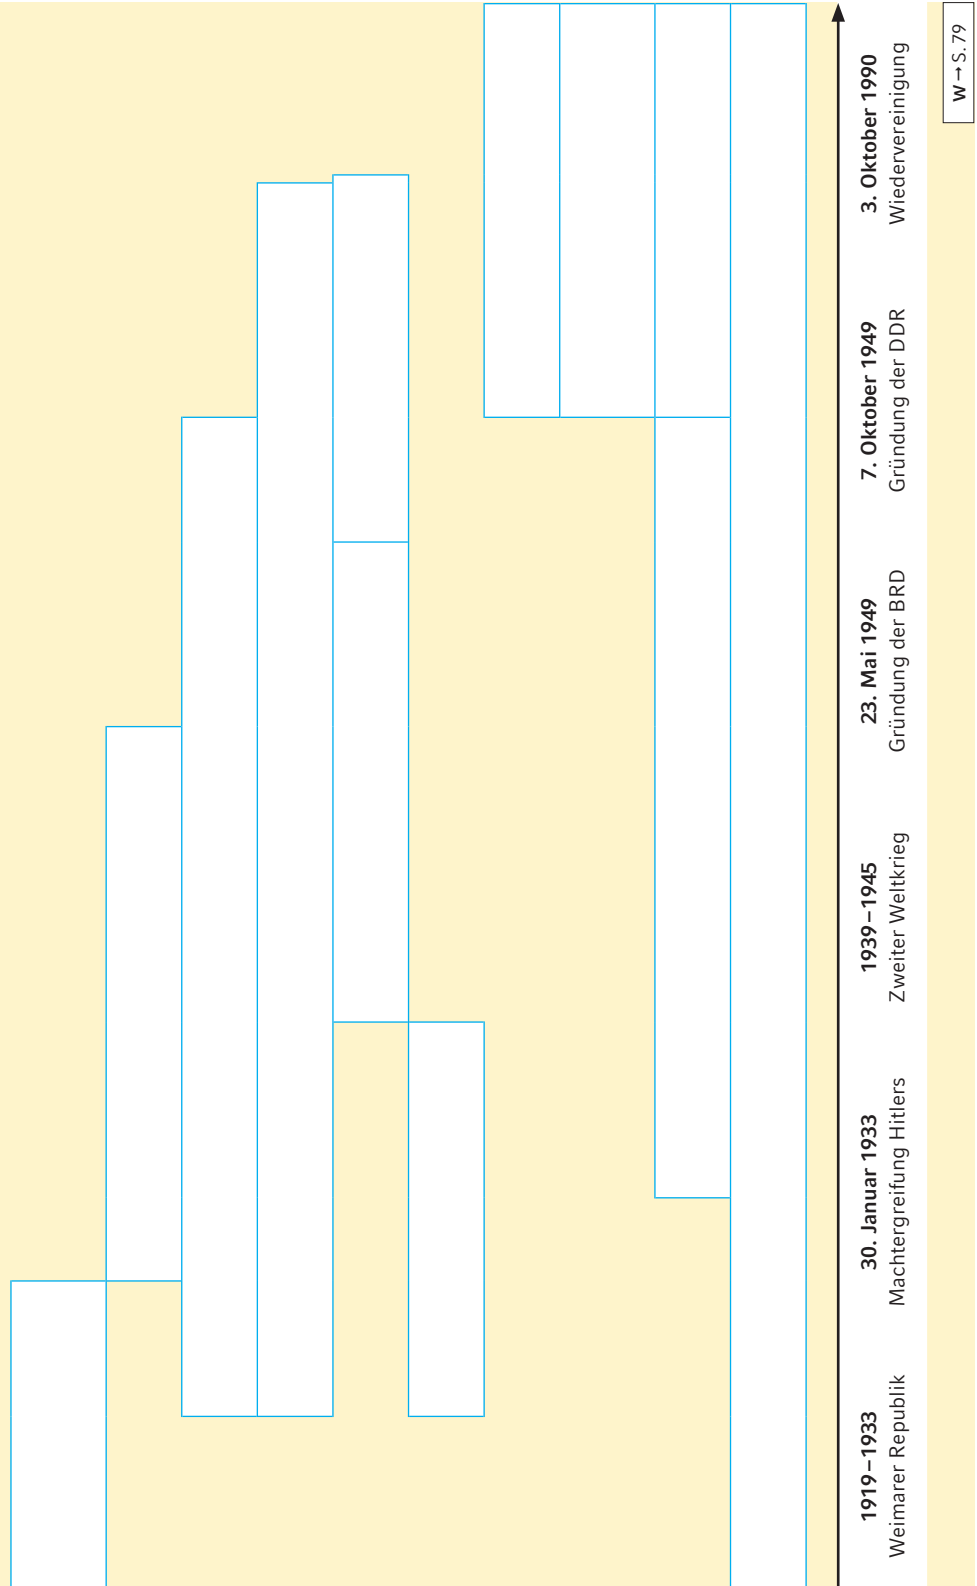 1919–1933
Weimarer Republik
30. Januar 1933
Machtergreifung Hitlers
1939–1945
Zweiter Weltkrieg
23. Mai 1949
Gründung der BRD
7. Oktober 1949
Gründung der DDR
3. Oktober 1990
Wiedervereinigung
W → S. 79